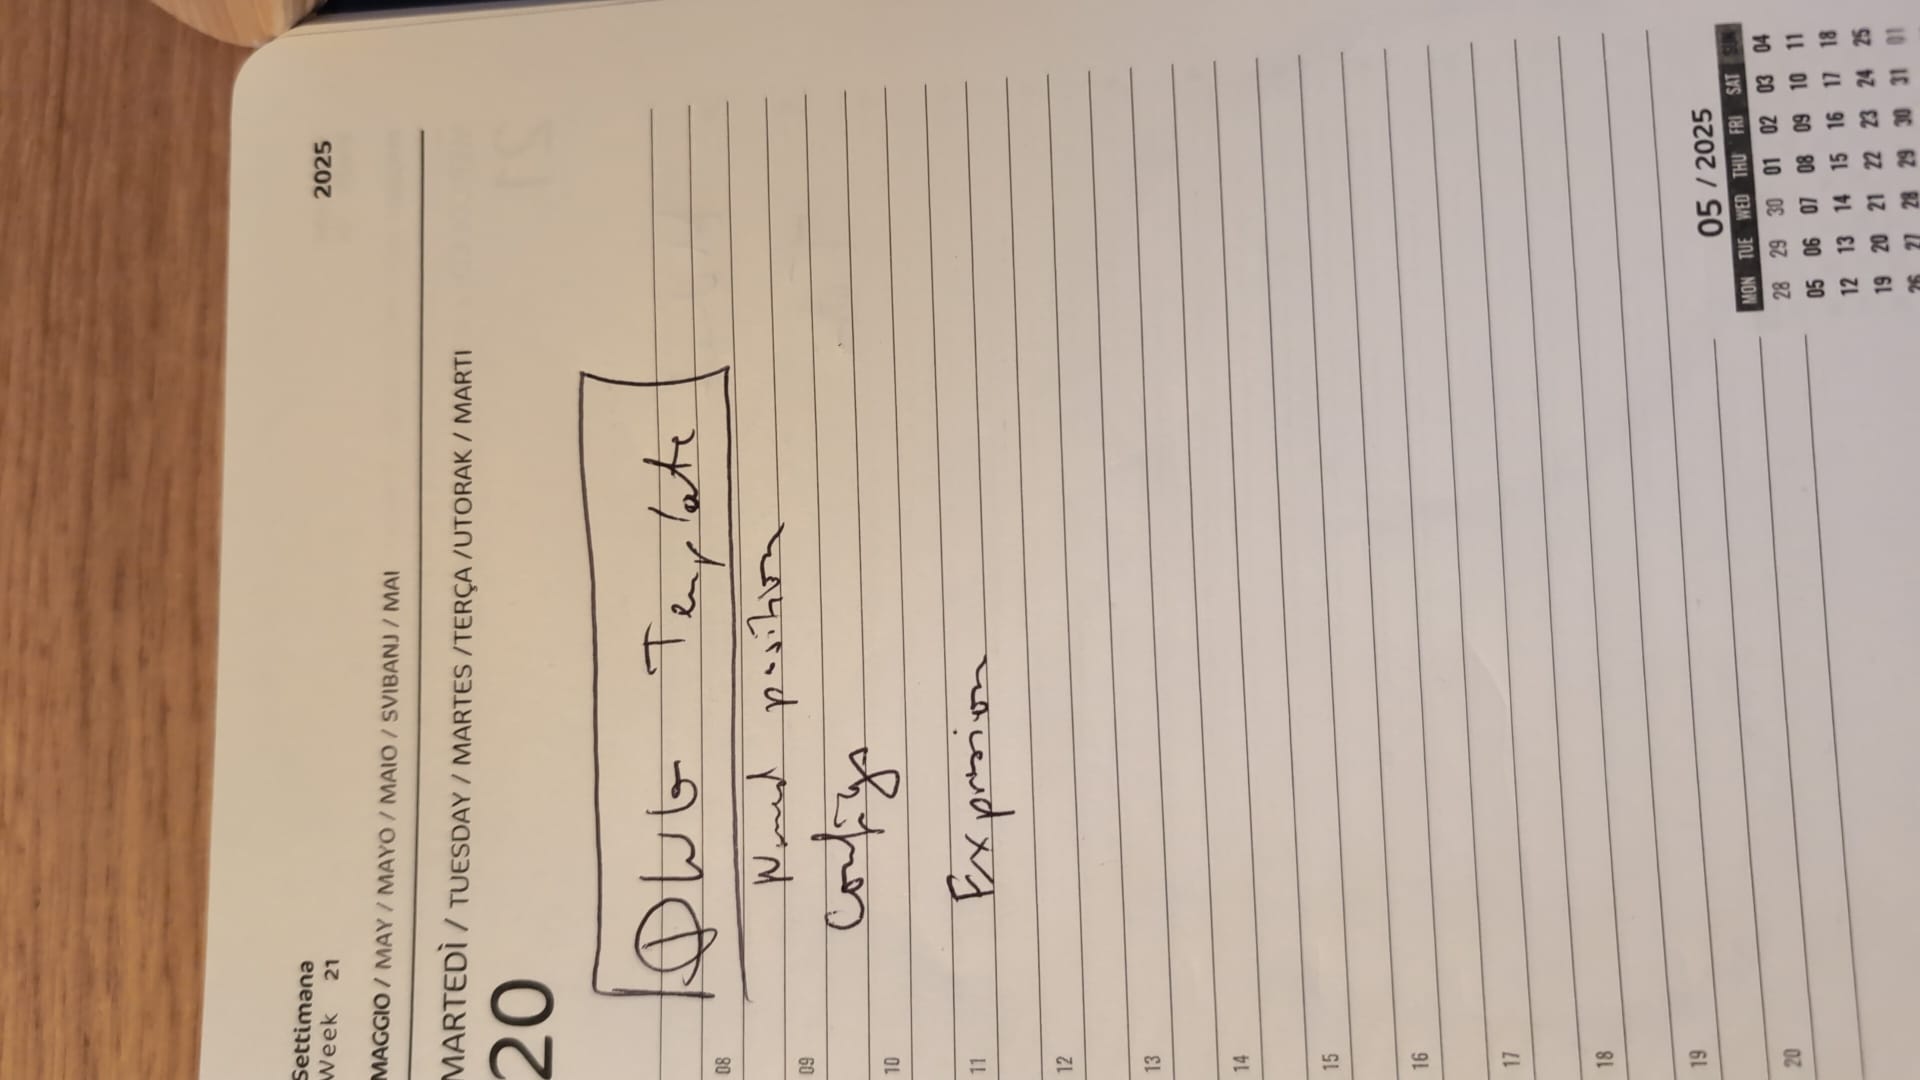 Settimana
Week 21
2025
MAGGIO / MAY / MAYO / MAIO / SVIBANJ / MAI
MARTEDÌ / TUESDAY / MARTES /TERÇA /UTORAK / MARTI
20
DWG Template
08
position
09
Configs
10
Expresion
11
12
13
14
15
16
17
18
19
20
05 / 2025
MON TUE WED THU FRI SAT SUN
28 29 30 01 02 03 04
05 06 07 08 09 10 11
12 13 14 15 16 17 18
19 20 21 22 23 24 25
26 27 28 29 30 31 01